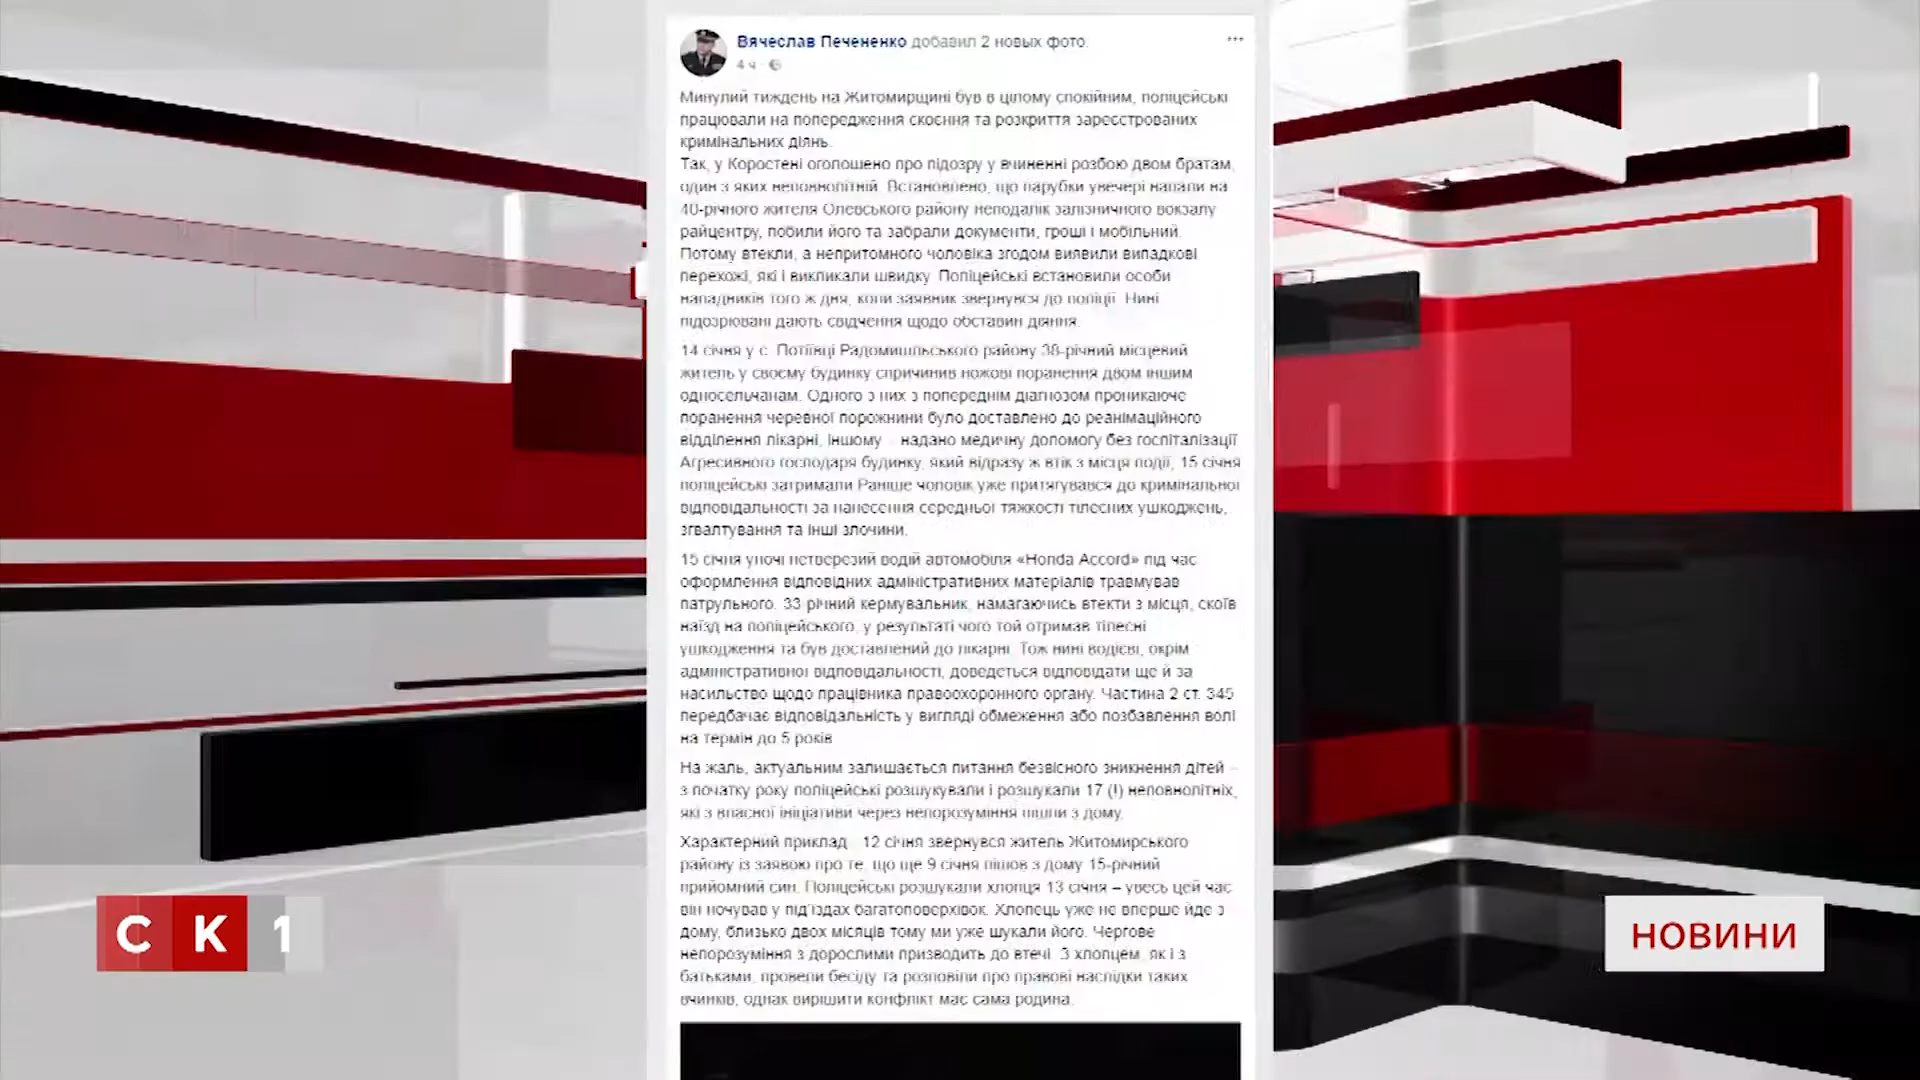 Вячеслав Печененко добавил 2 новых фото.
4 ч ·
Минулий тиждень на Житомирщині був в цілому спокійним, поліцейські
працювали на попередження скоєння та розкриття зареєстрованих
кримінальних діянь.
Так, у Коростені оголошено про підозру у вчиненні розбою двом братам,
один з яких неповнолітній. Встановлено, що парубки увечері напали на
40-річного жителя Олевського району неподалік залізничного вокзалу
райцентру, побили його та забрали документи, гроші і мобільний.
Потому втекли, а непритомного чоловіка згодом виявили випадкові
перехожі, які і викликали швидку. Поліцейські встановили особи
нападників того ж дня, коли заявник звернувся до поліції. Нині
підозрювані дають свідчення щодо обставин діяння.
14 січня у с. Потіївці Радомишльського району 38-річний місцевий
житель у своєму будинку спричинив ножові поранення двом іншим
односельчанам. Одного з них з попереднім діагнозом проникаюче
поранення черевної порожнини було доставлено до реанімаційного
відділення лікарні, іншому – надано медичну допомогу без госпіталізації
Агресивного господаря будинку, який відразу ж втік з місця події, 15 січня
поліцейські затримали Раніше чоловік уже притягувався до кримінальної
відповідальності за нанесення середньої тяжкості тілесних ушкоджень,
згвалтування та інші злочини.
15 січня уночі нетверезий водій автомобіля «Honda Accord» під час
оформлення відповідних адміністративних матеріалів травмував
патрульного. 33 річний кермувальник, намагаючись втекти з місця, скоїв
наїзд на поліцейського, у результаті чого той отримав тілесні
ушкодження та був доставлений до лікарні. Тож нині водієві, окрім
адміністративної відповідальності, доведеться відповідати ще й за
насильство щодо працівника правоохоронного органу. Частина 2 ст. 345
передбачає відповідальність у вигляді обмеження або позбавлення волі
на термін до 5 років
На жаль, актуальним залишається питання безвісного зникнення дітей –
з початку року поліцейські розшукували і розшукали 17 (!) неповнолітніх,
які з власної ініціативи через непорозуміння пішли з дому.
Характерний приклад - 12 січня звернувся житель Житомирського
району із заявою про те, що ще 9 січня пішов з дому 15-річний
прийомний син. Поліцейські розшукали хлопця 13 січня – увесь цей час
він ночував у під'їздах багатоповерхівок. Хлопець уже не вперше йде з
дому, близько двох місяців тому ми уже шукали його. Чергове
непорозуміння з дорослими призводить до втечі. З хлопцем, як і з
батьками, провели бесіду та розповіли про правові наслідки таких
вчинків, однак вирішити конфлікт має сама родина.
СК1
НОВИНИ